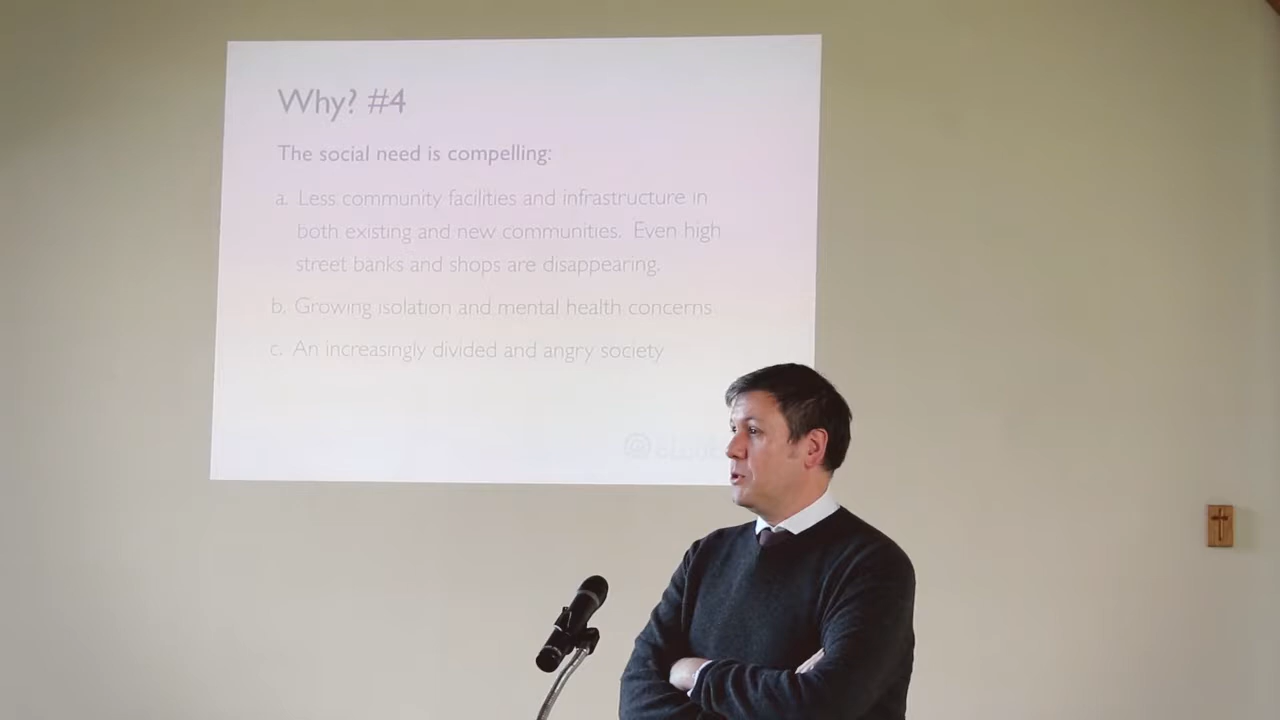 Why? #4
The social need is compelling:
a. Less community facilities and infrastructure in
both existing and new communities. Even high
street banks and shops are disappearing.
b. Growing isolation and mental health concerns
c. An increasingly divided and angry society